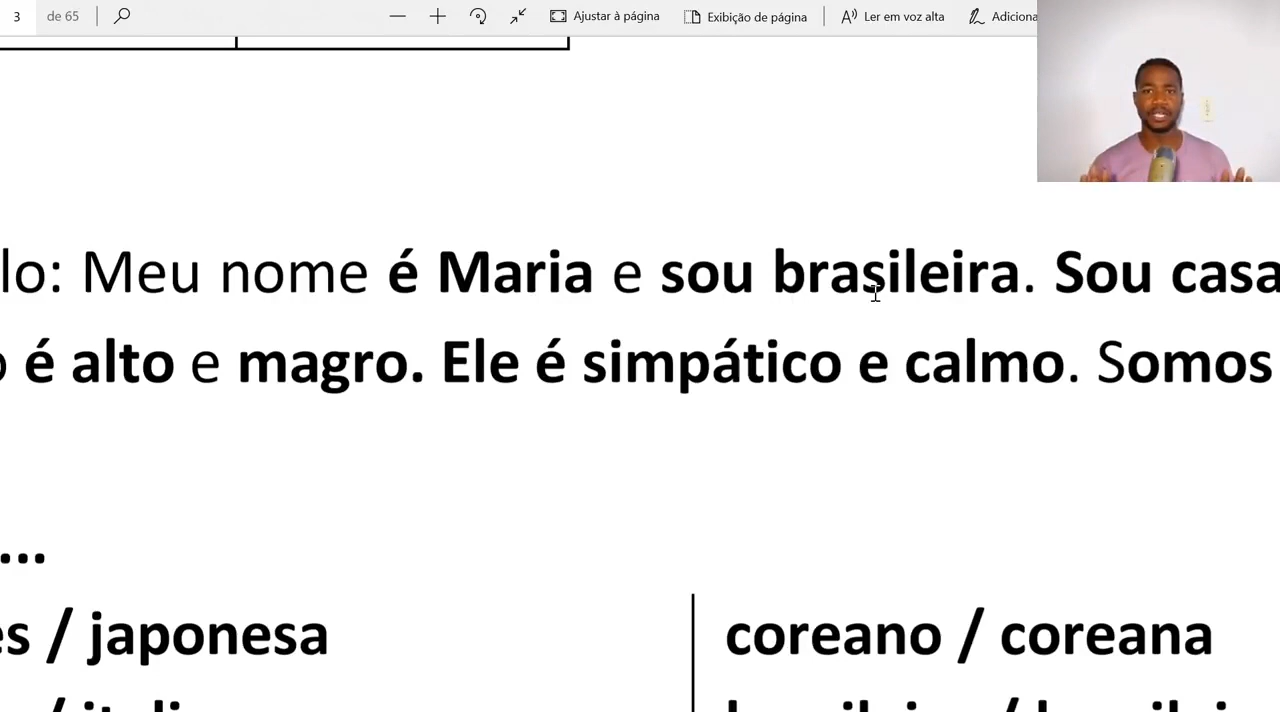 3 de 65 Ajustar à página Exibição de página Ler em voz alta Adiciona
lo: Meu nome é Maria e sou brasileira. Sou casa
o é alto e magro. Ele é simpático e calmo. Somos
...
es / japonesa
coreano / coreana